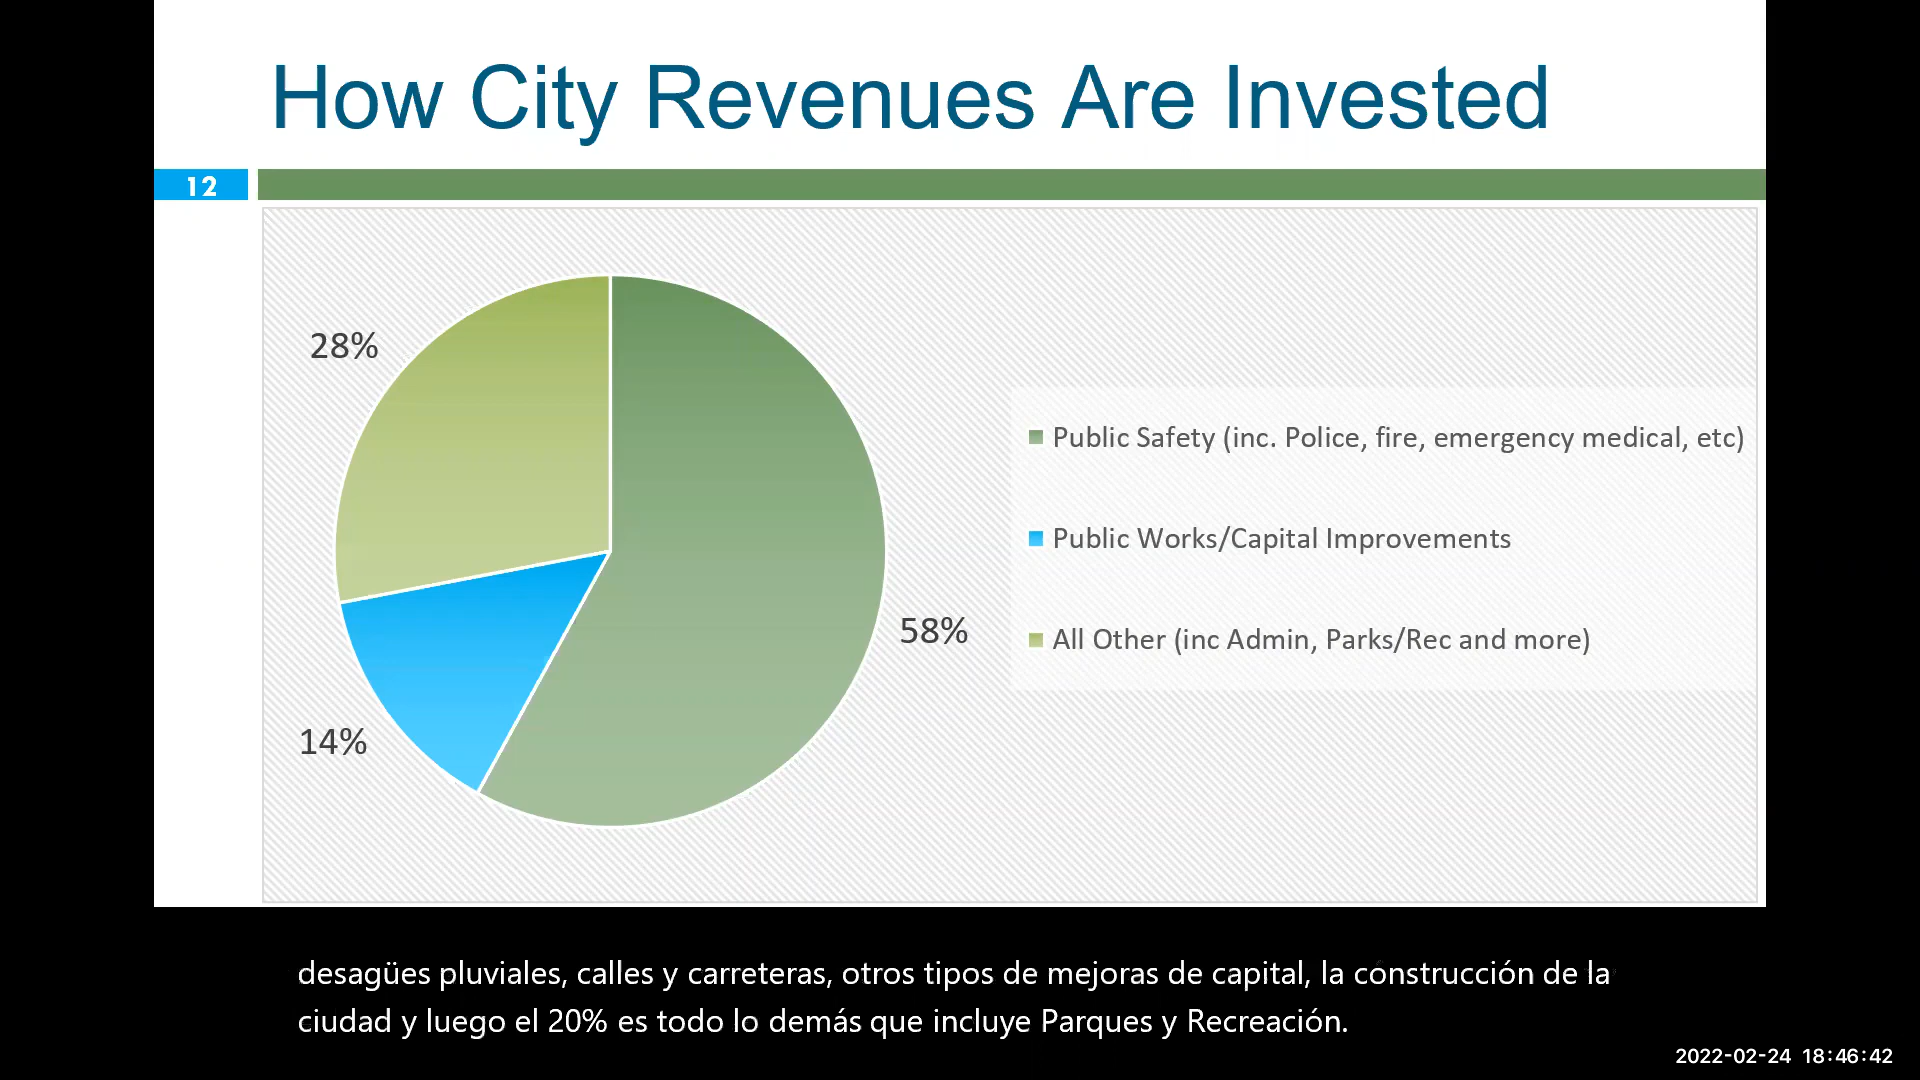 How City Revenues Are Invested
12
28%
58%
14%
Public Safety (inc. Police, fire, emergency medical, etc)
Public Works/Capital Improvements
All Other (inc Admin, Parks/Rec and more)
desagües pluviales, calles y carreteras, otros tipos de mejoras de capital, la construcción de la
ciudad y luego el 20% es todo lo demás que incluye Parques y Recreación.
2022-02-24 18:46:42